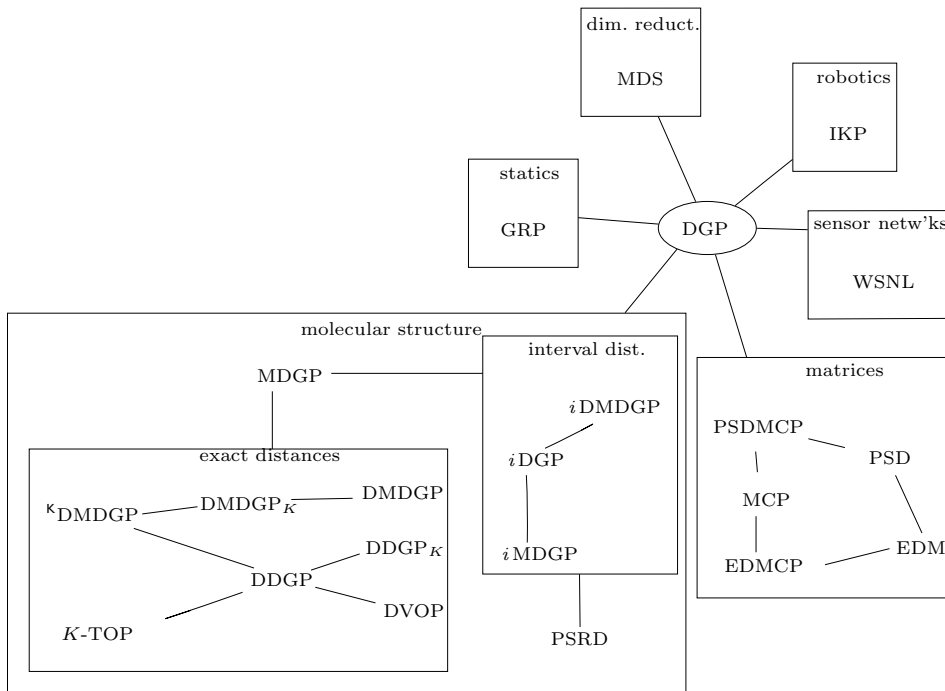 dim. reduct.
MDS
robotics
IKP
statics
GRP
DGP
sensor netw'ks
WSNL
molecular structure
MDGP
interval dist.
iDMDGP
iDGP
iMDGP
PSRD
exact distances
ᴷDMDGP
DMDGP_K
DMDGP
DDGP_K
DDGP
DVOP
K-TOP
matrices
PSDMCP
PSD
MCP
EDM
EDMCP